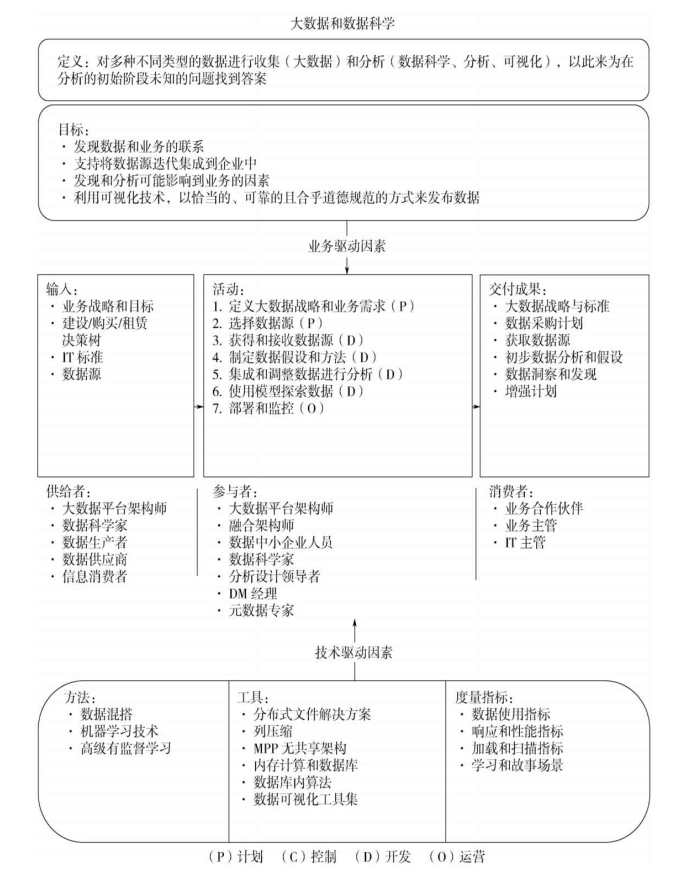 大数据和数据科学
定义：对多种不同类型的数据进行收集（大数据）和分析（数据科学、分析、可视化），以此来为在
分析的初始阶段未知的问题找到答案
目标：
· 发现数据和业务的联系
· 支持将数据源迭代集成到企业中
· 发现和分析可能影响到业务的因素
· 利用可视化技术，以恰当的、可靠的且合乎道德规范的方式来发布数据
业务驱动因素
输入：
· 业务战略和目标
· 建设/购买/租赁
决策树
· IT 标准
· 数据源
活动：
1. 定义大数据战略和业务需求（P）
2. 选择数据源（P）
3. 获得和接收数据源（D）
4. 制定数据假设和方法（D）
5. 集成和调整数据进行分析（D）
6. 使用模型探索数据（D）
7. 部署和监控（O）
交付成果：
· 大数据战略与标准
· 数据采购计划
· 获取数据源
· 初步数据分析和假设
· 数据洞察和发现
· 增强计划
供给者：
· 大数据平台架构师
· 数据科学家
· 数据生产者
· 数据供应商
· 信息消费者
参与者：
· 大数据平台架构师
· 融合架构师
· 数据中小企业人员
· 数据科学家
· 分析设计领导者
· DM 经理
· 元数据专家
消费者：
· 业务合作伙伴
· 业务主管
· IT 主管
技术驱动因素
方法：
· 数据混搭
· 机器学习技术
· 高级有监督学习
工具：
· 分布式文件解决方案
· 列压缩
· MPP 无共享架构
· 内存计算和数据库
· 数据库内算法
· 数据可视化工具集
度量指标：
· 数据使用指标
· 响应和性能指标
· 加载和扫描指标
· 学习和故事场景
（P）计划 （C）控制 （D）开发 （O）运营